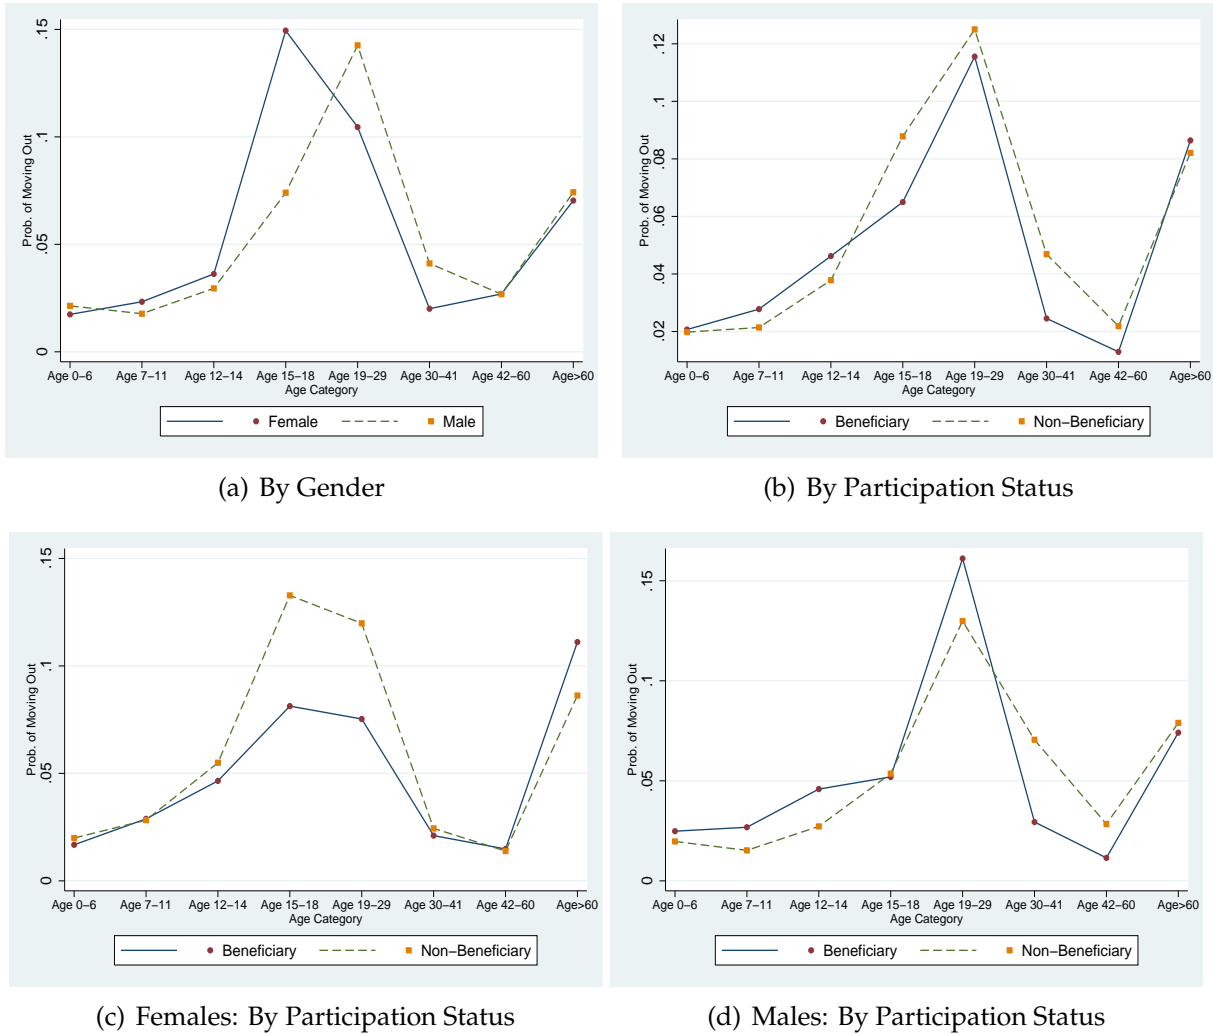 .15
.1
.05
0
Prob. of Moving Out
Age 0−6 Age 7−11 Age 12−14 Age 15−18 Age 19−29 Age 30−41 Age 42−60 Age>60
Age Category
Female Male
(a) By Gender
.12
.1
.08
.06
.04
.02
Prob. of Moving Out
Age 0−6 Age 7−11 Age 12−14 Age 15−18 Age 19−29 Age 30−41 Age 42−60 Age>60
Age Category
Beneficiary Non−Beneficiary
(b) By Participation Status
.15
.1
.05
0
Prob. of Moving Out
Age 0−6 Age 7−11 Age 12−14 Age 15−18 Age 19−29 Age 30−41 Age 42−60 Age>60
Age Category
Beneficiary Non−Beneficiary
(c) Females: By Participation Status
.15
.1
.05
0
Prob. of Moving Out
Age 0−6 Age 7−11 Age 12−14 Age 15−18 Age 19−29 Age 30−41 Age 42−60 Age>60
Age Category
Beneficiary Non−Beneficiary
(d) Males: By Participation Status